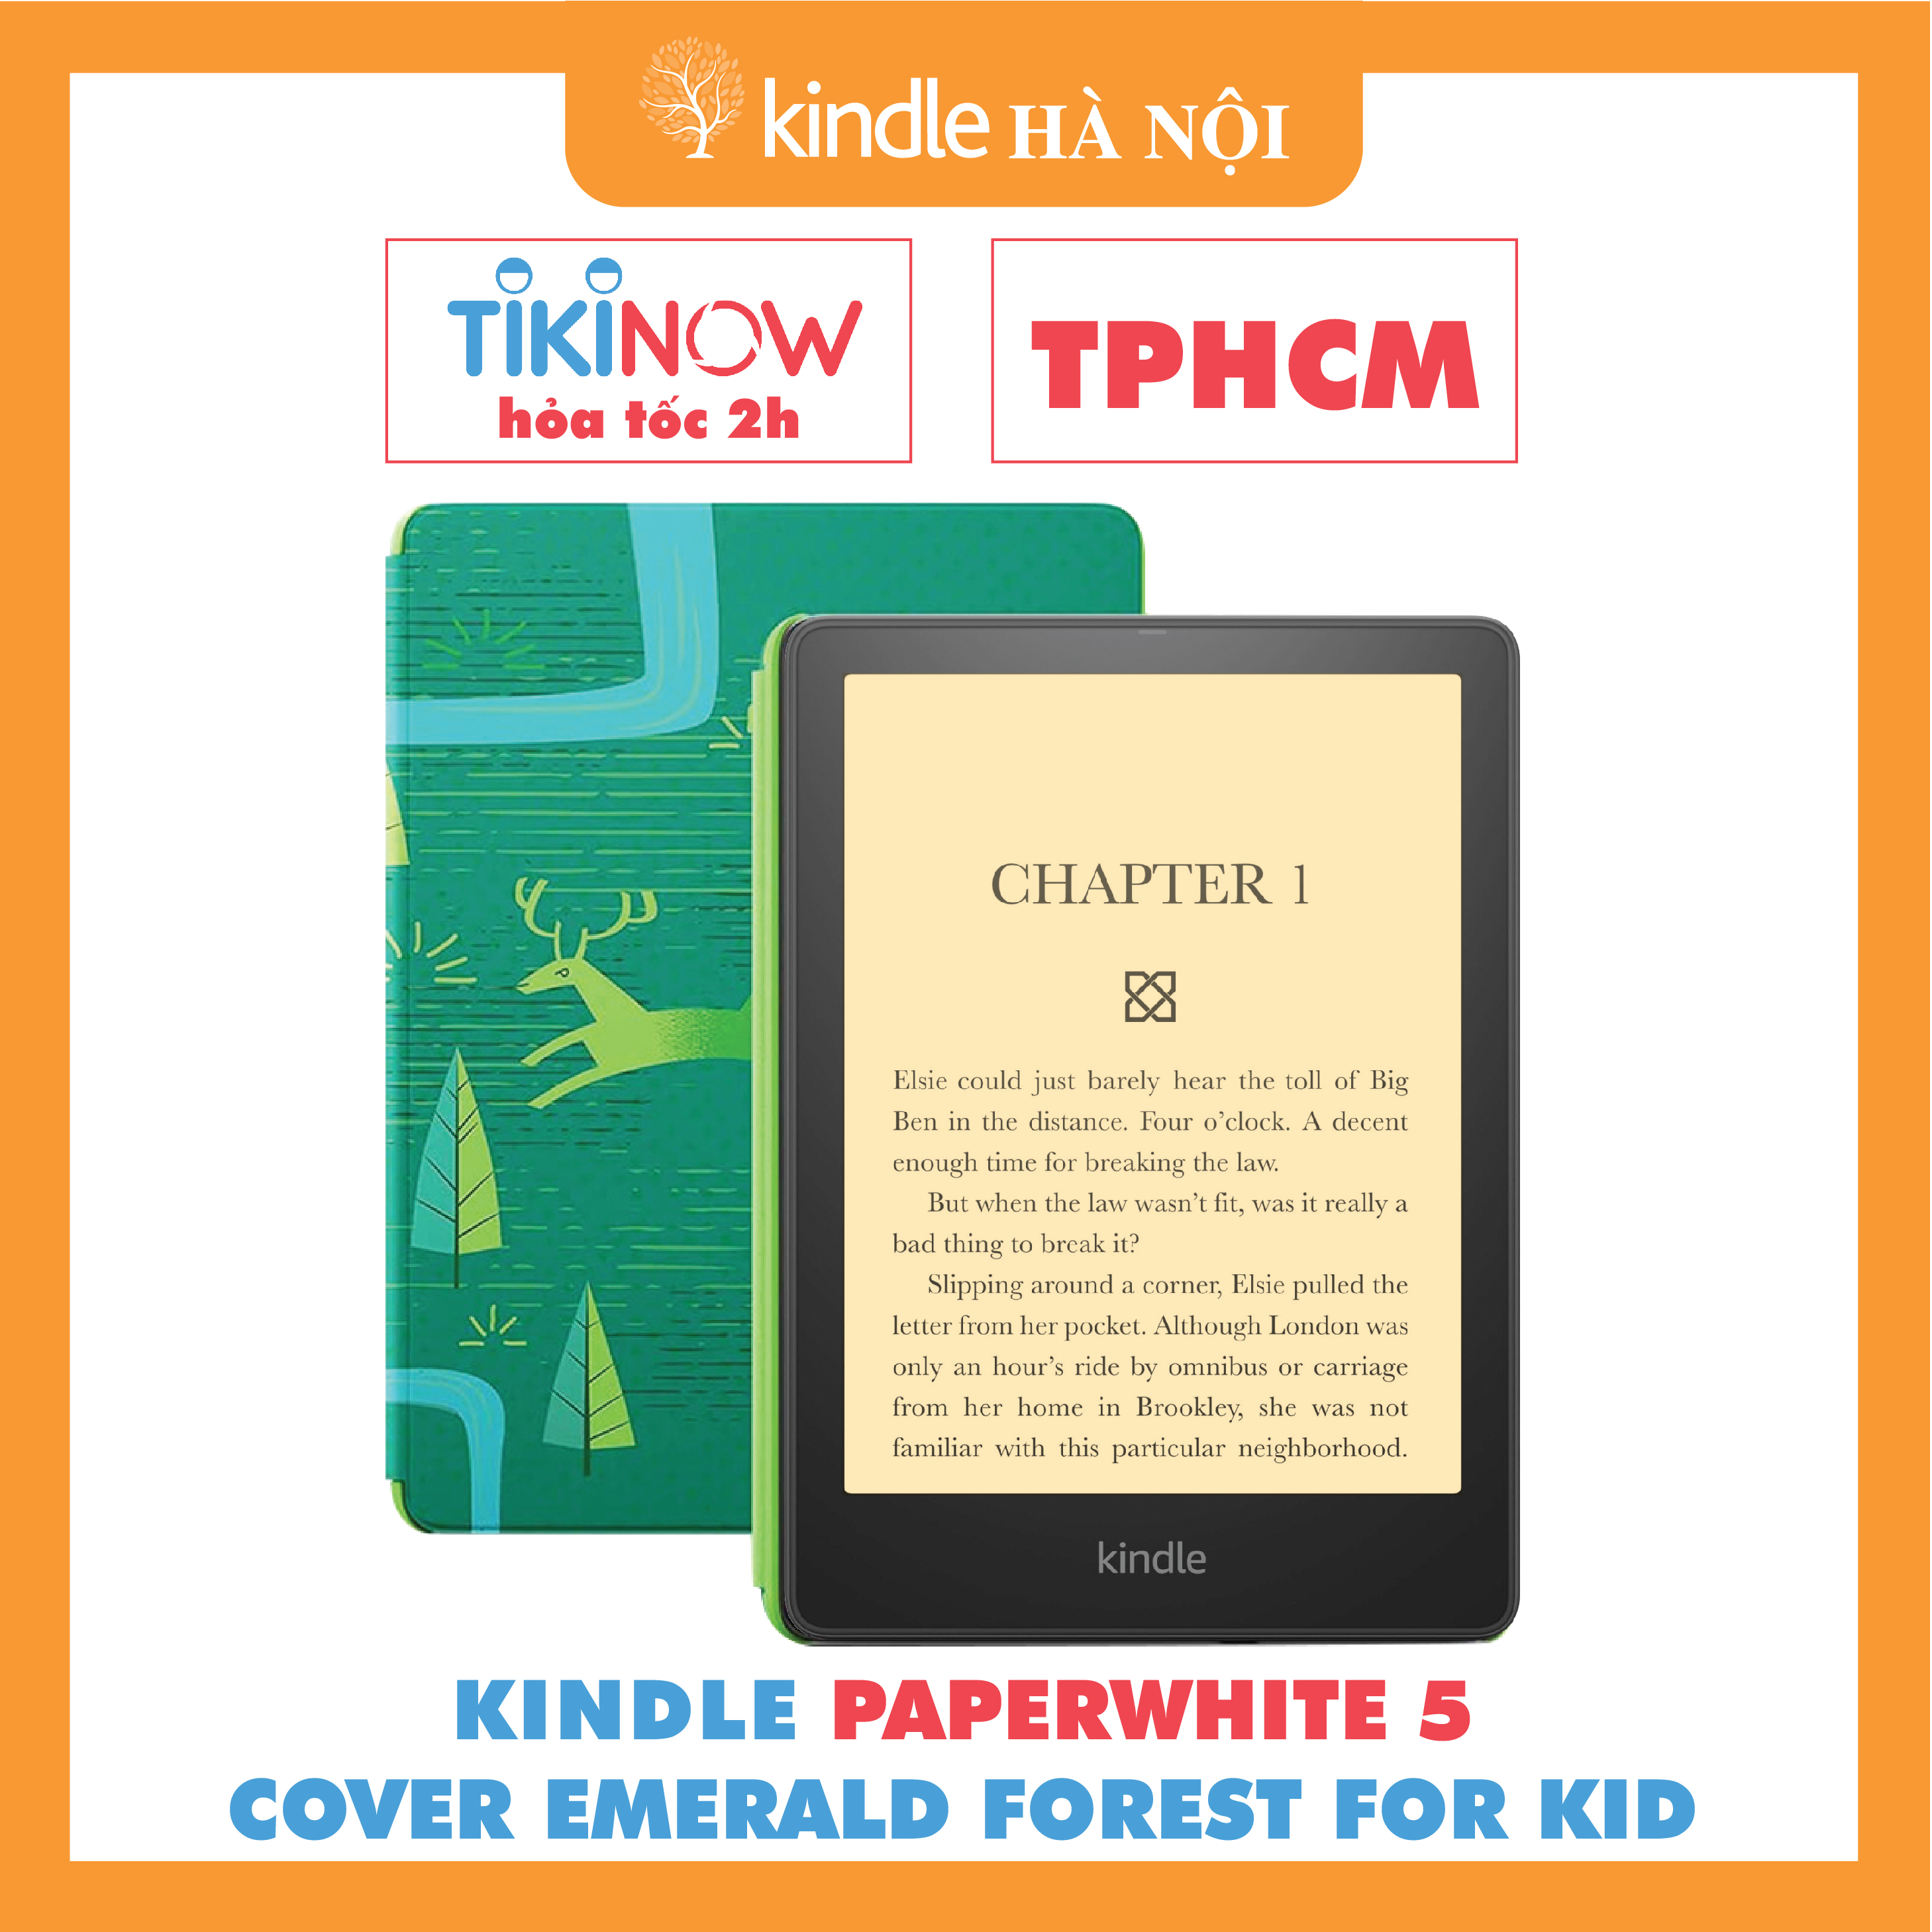 kindle HÀ NỘI
TIKINOW
hỏa tốc 2h
TPHCM
CHAPTER 1
Elsie could just barely hear the toll of Big
Ben in the distance. Four o’clock. A decent
enough time for breaking the law.
But when the law wasn’t fit, was it really a
bad thing to break it?
Slipping around a corner, Elsie pulled the
letter from her pocket. Although London was
only an hour’s ride by omnibus or carriage
from her home in Brookley, she was not
familiar with this particular neighborhood.
kindle
KINDLE PAPERWHITE 5
COVER EMERALD FOREST FOR KID